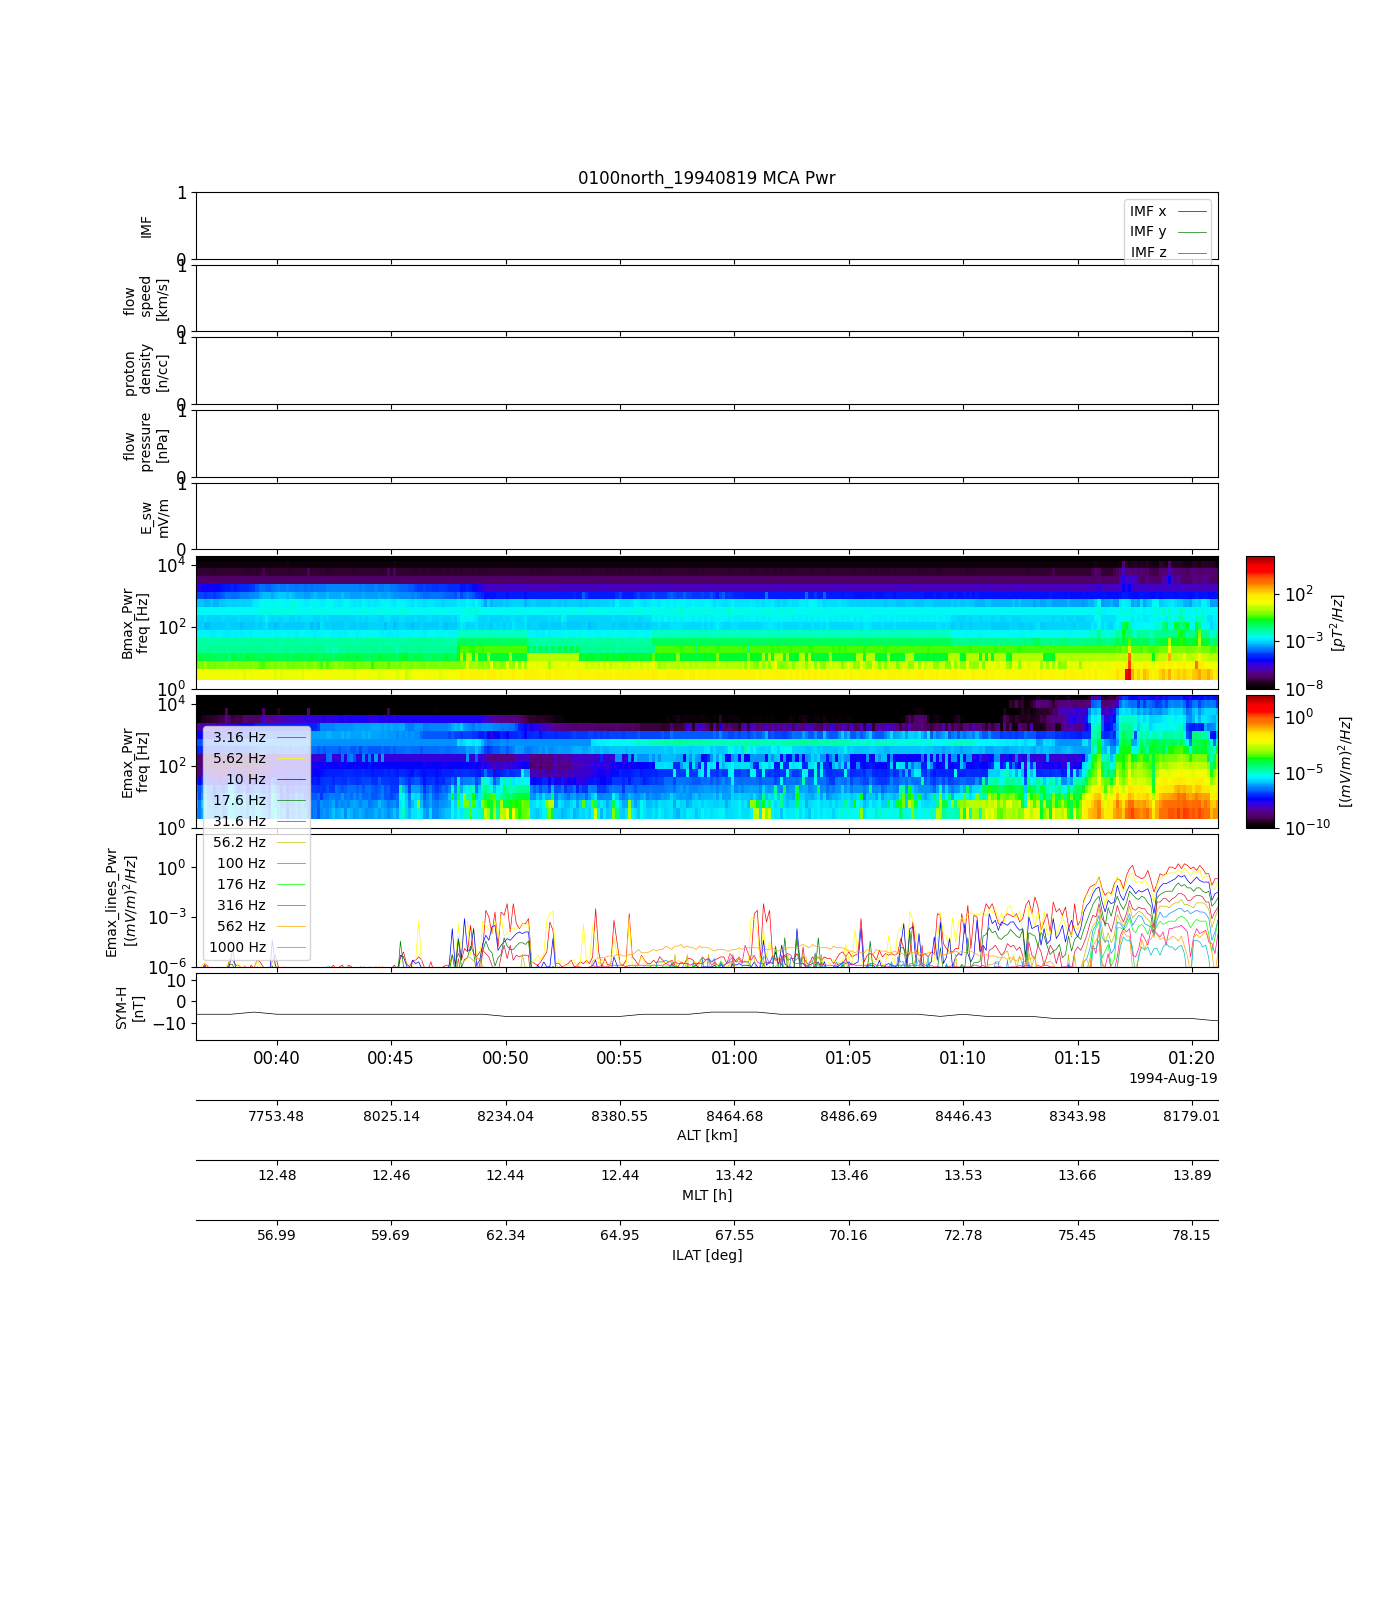 0100north_19940819 MCA Pwr
1
0
IMF
IMF x
IMF y
IMF z
1
0
flow
speed
[km/s]
1
0
proton
density
[n/cc]
1
0
flow
pressure
[nPa]
1
0
E_sw
mV/m
10^4
10^2
10^0
Bmax_Pwr
freq [Hz]
10^2
10^-3
10^-8
[pT^2/Hz]
10^4
10^2
10^0
Emax_Pwr
freq [Hz]
10^0
10^-5
10^-10
[(mV/m)^2/Hz]
3.16 Hz
5.62 Hz
10 Hz
17.6 Hz
31.6 Hz
56.2 Hz
100 Hz
176 Hz
316 Hz
562 Hz
1000 Hz
10^0
10^-3
10^-6
Emax_lines_Pwr
[(mV/m)^2/Hz]
10
0
−10
SYM-H
[nT]
00:40 00:45 00:50 00:55 01:00 01:05 01:10 01:15 01:20
1994-Aug-19
7753.48 8025.14 8234.04 8380.55 8464.68 8486.69 8446.43 8343.98 8179.01
ALT [km]
12.48 12.46 12.44 12.44 13.42 13.46 13.53 13.66 13.89
MLT [h]
56.99 59.69 62.34 64.95 67.55 70.16 72.78 75.45 78.15
ILAT [deg]